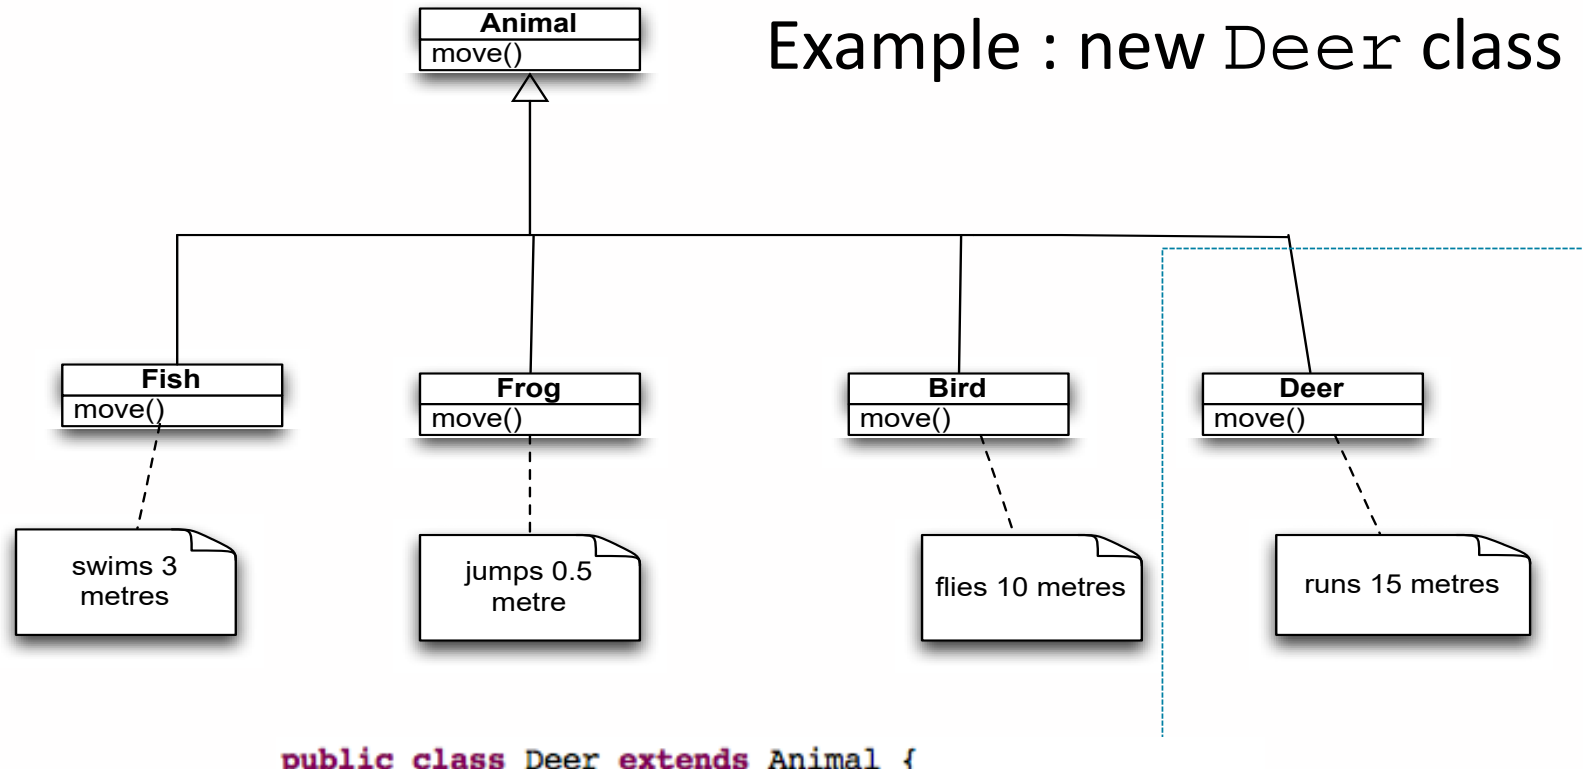 Example : new Deer class
Animal
move()
Fish
move()
Frog
move()
Bird
move()
Deer
move()
swims 3
metres
jumps 0.5
metre
flies 10 metres
runs 15 metres
public class Deer extends Animal {